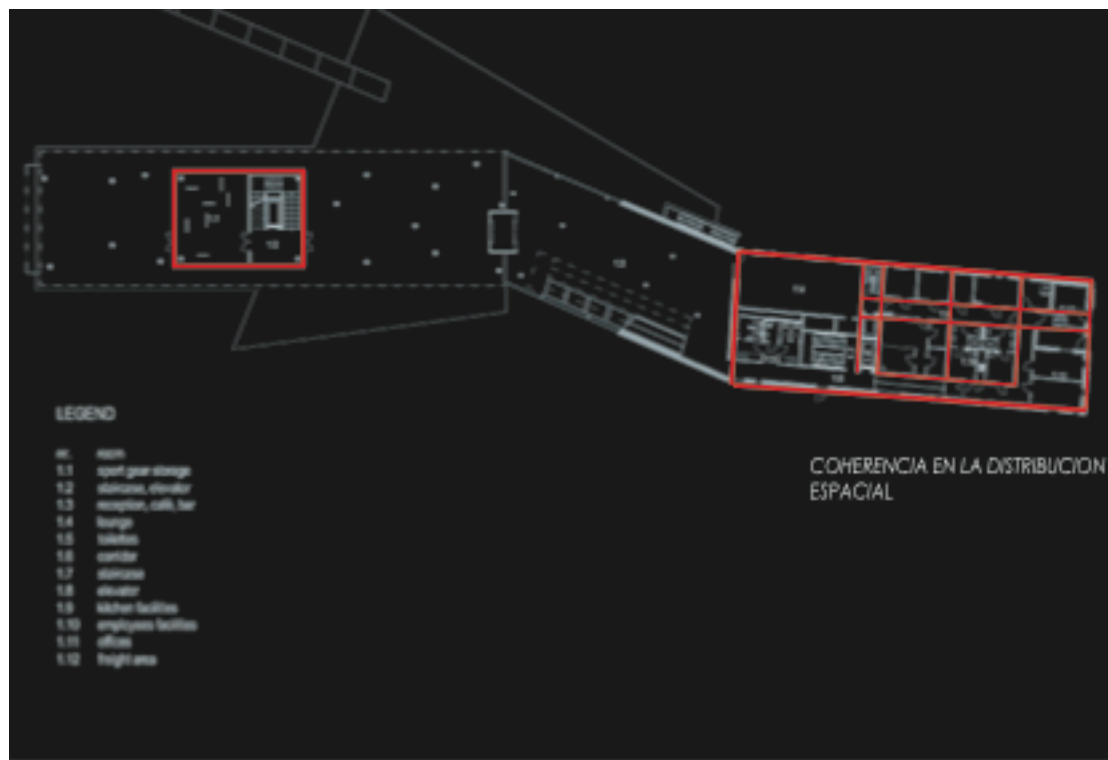 LEGEND
nr. room
1.1 sport gear storage
1.2 staircase, elevator
1.3 reception, café, bar
1.4 lounge
1.5 toilettes
1.6 corridor
1.7 staircase
1.8 elevator
1.9 kitchen facilities
1.10 employees facilities
1.11 offices
1.12 freight area
COHERENCIA EN LA DISTRIBUCION
ESPACIAL